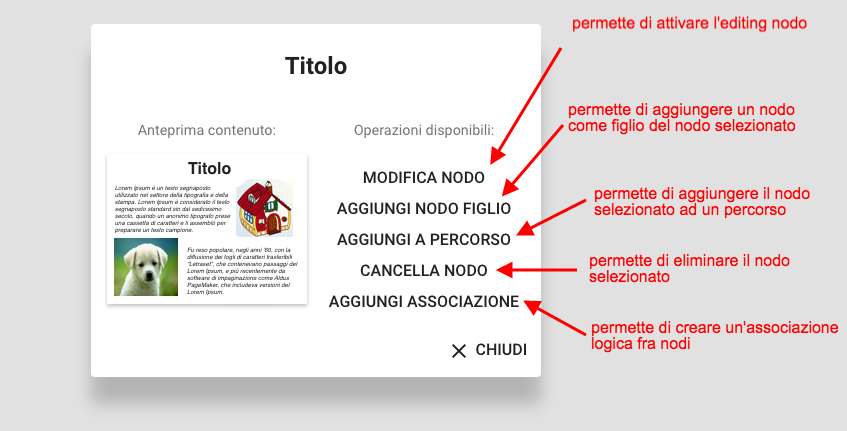 permette di attivare l'editing nodo
Titolo
Anteprima contenuto:
Operazioni disponibili:
permette di aggiungere un nodo
come figlio del nodo selezionato
Titolo
Lorem Ipsum è un testo segnaposto
utilizzato nel settore della tipografia e della
stampa. Lorem Ipsum è considerato il testo
segnaposto standard sin dal sedicesimo
secolo, quando un anonimo tipografo prese
una cassetta di caratteri e li assemblò per
preparare un testo campione.
Fu reso popolare, negli anni '60, con la
diffusione dei fogli di caratteri trasferibili
"Letraset", che contenevano passaggi del
Lorem Ipsum, e più recentemente da
software di impaginazione come Aldus
PageMaker, che includeva versioni del
Lorem Ipsum.
MODIFICA NODO
AGGIUNGI NODO FIGLIO
permette di aggiungere il nodo
selezionato ad un percorso
AGGIUNGI A PERCORSO
CANCELLA NODO
permette di eliminare il nodo
selezionato
AGGIUNGI ASSOCIAZIONE
permette di creare un'associazione
logica fra nodi
CHIUDI